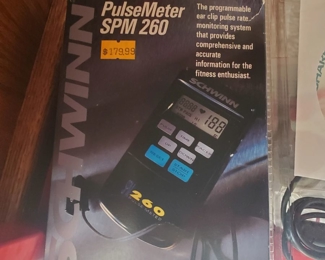 PulseMeter
SPM 260
$179.99
The programmable
ear clip pulse rate
monitoring system
that provides
comprehensive and
accurate
information for the
fitness enthusiast.
SCHWINN
SCHWINN
188
260